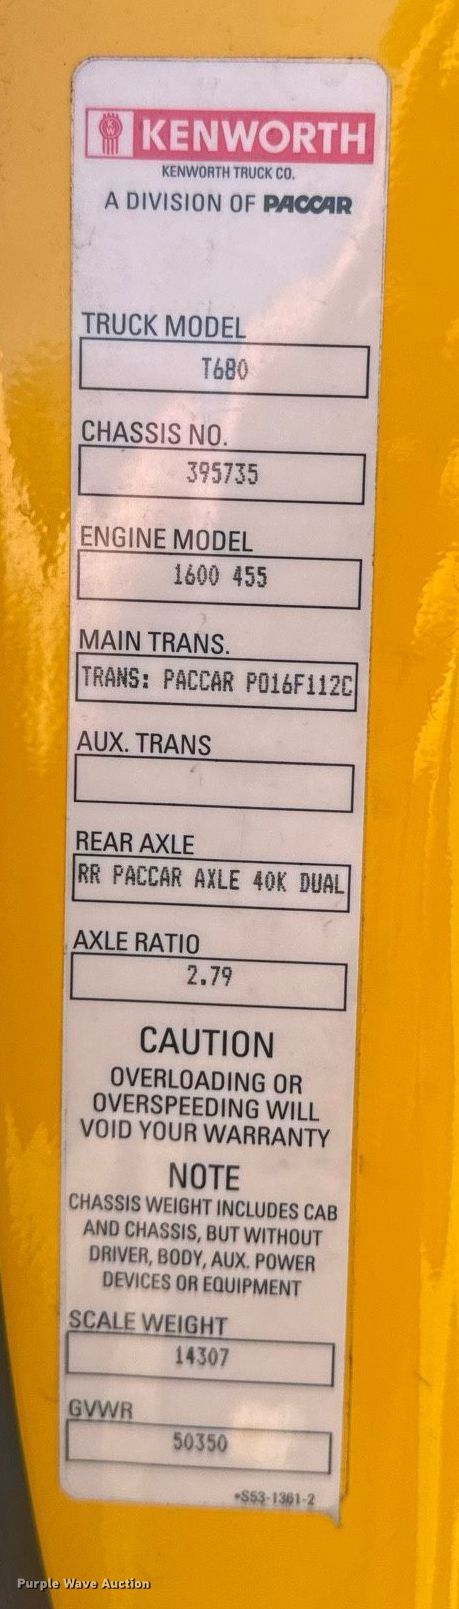 KENWORTH
KENWORTH TRUCK CO.
A DIVISION OF PACCAR
TRUCK MODEL
T680
CHASSIS NO.
395735
ENGINE MODEL
1600 455
MAIN TRANS.
TRANS: PACCAR PO16F112C
AUX. TRANS
REAR AXLE
RR PACCAR AXLE 40K DUAL
AXLE RATIO
2.79
CAUTION
OVERLOADING OR
OVERSPEEDING WILL
VOID YOUR WARRANTY
NOTE
CHASSIS WEIGHT INCLUDES CAB
AND CHASSIS, BUT WITHOUT
DRIVER, BODY, AUX. POWER
DEVICES OR EQUIPMENT
SCALE WEIGHT
14307
GVWR
50350
•S53-1361-2
Purple Wave Auction